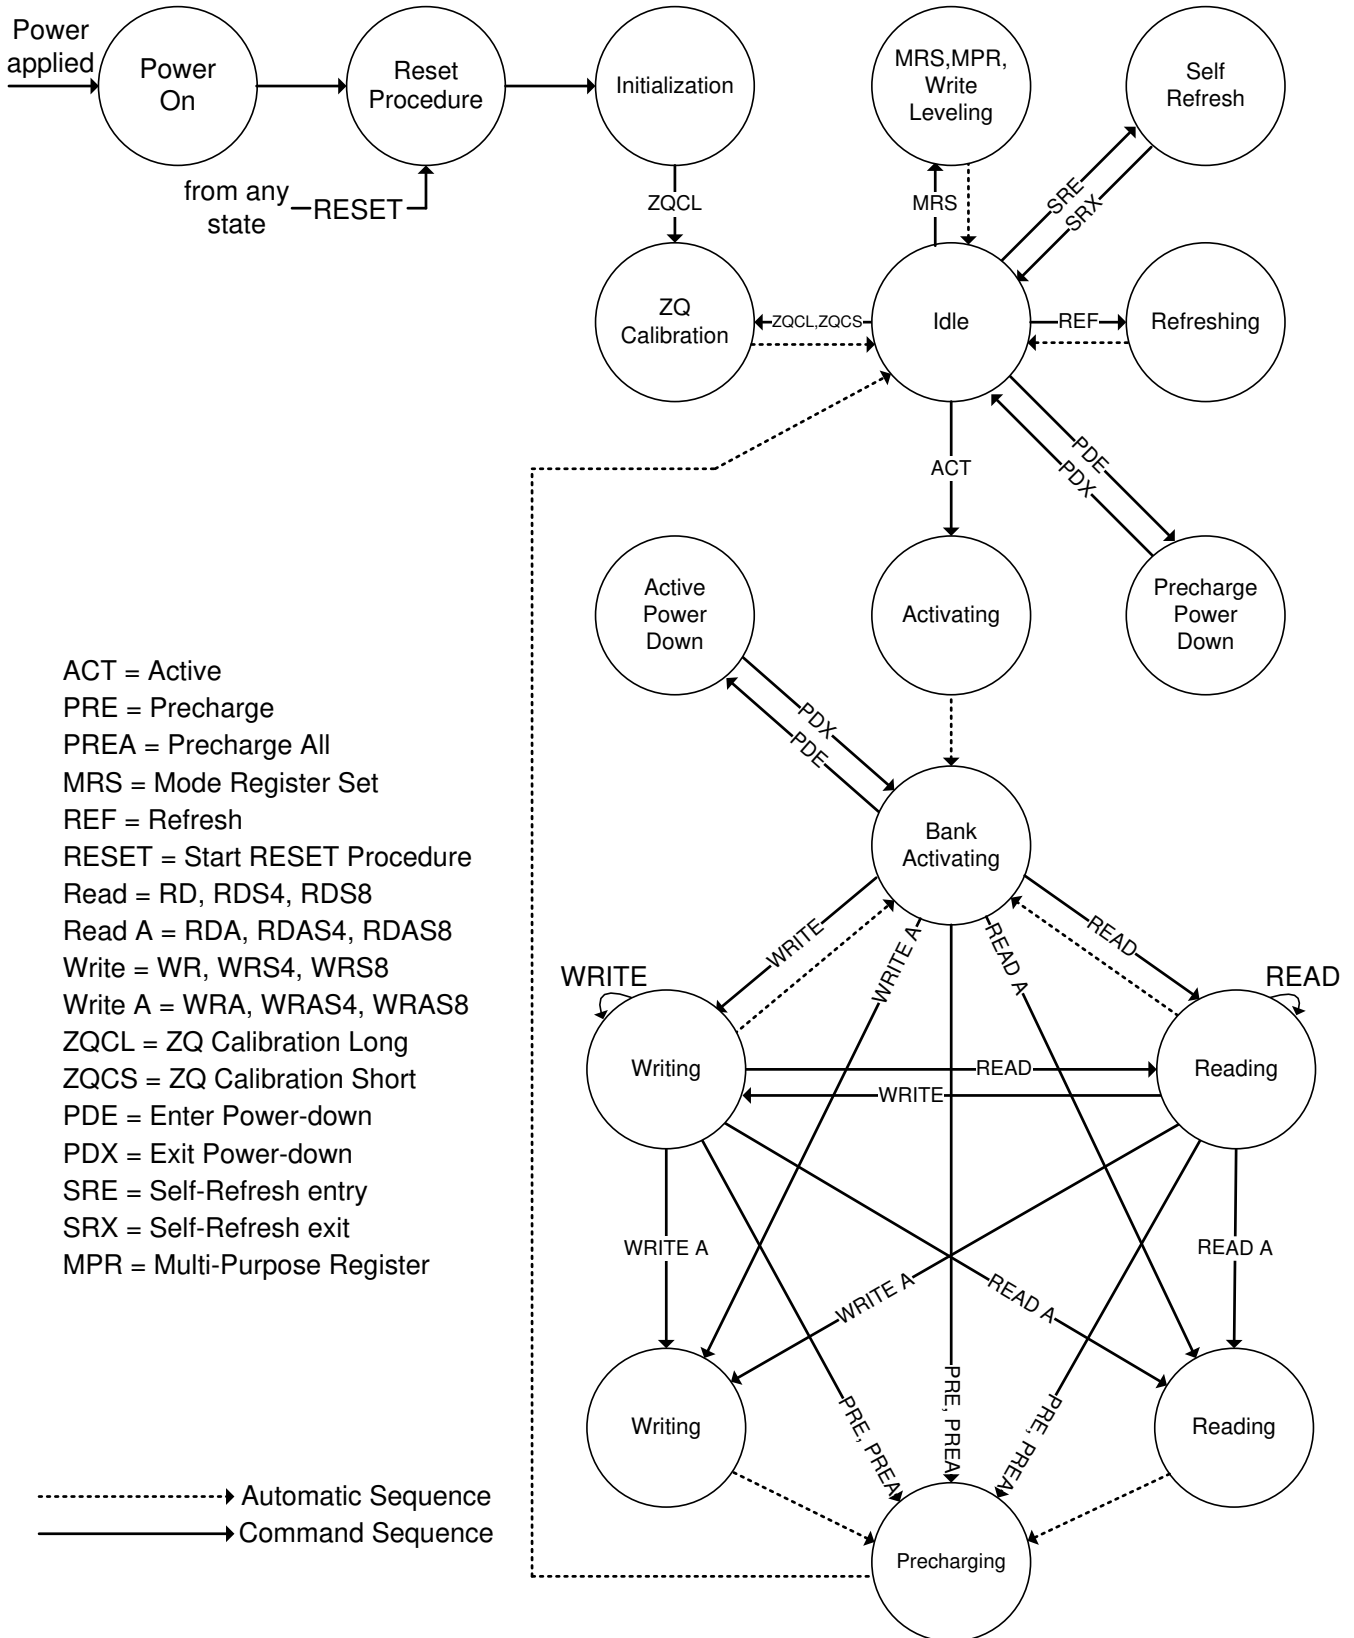 Power
applied
Power
On
Reset
Procedure
Initialization
MRS,MPR,
Write
Leveling
Self
Refresh
from any
state
RESET
ZQCL
MRS
SRE
SRX
ZQ
Calibration
ZQCL,ZQCS
Idle
REF
Refreshing
ACT
PDE
PDX
Active
Power
Down
Activating
Precharge
Power
Down
PDX
PDE
ACT = Active
PRE = Precharge
PREA = Precharge All
MRS = Mode Register Set
REF = Refresh
RESET = Start RESET Procedure
Read = RD, RDS4, RDS8
Read A = RDA, RDAS4, RDAS8
Write = WR, WRS4, WRS8
Write A = WRA, WRAS4, WRAS8
ZQCL = ZQ Calibration Long
ZQCS = ZQ Calibration Short
PDE = Enter Power-down
PDX = Exit Power-down
SRE = Self-Refresh entry
SRX = Self-Refresh exit
MPR = Multi-Purpose Register
Bank
Activating
WRITE
WRITE A
READ A
READ
WRITE
READ
Writing
READ
WRITE
Reading
WRITE A
READ A
WRITE A
READ A
PRE, PREA
PRE, PREA
PRE, PREA
Writing
Reading
Automatic Sequence
Command Sequence
Precharging